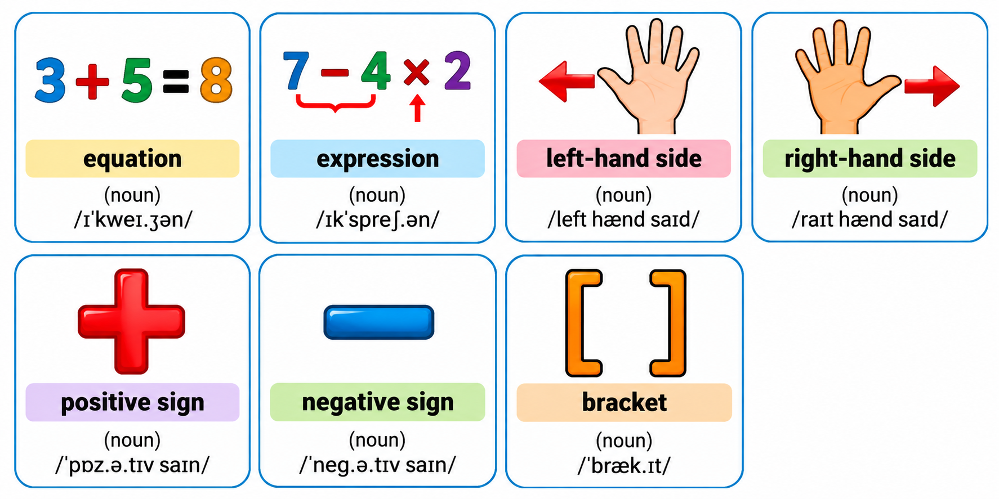 3 + 5 = 8
equation
(noun)
/ɪˈkweɪ.ʒən/
7 − 4 × 2
expression
(noun)
/ɪkˈspreʃ.ən/
left-hand side
(noun)
/left hænd saɪd/
right-hand side
(noun)
/raɪt hænd saɪd/
+
positive sign
(noun)
/ˈpɒz.ə.tɪv saɪn/
−
negative sign
(noun)
/ˈneg.ə.tɪv saɪn/
[ ]
bracket
(noun)
/ˈbræk.ɪt/